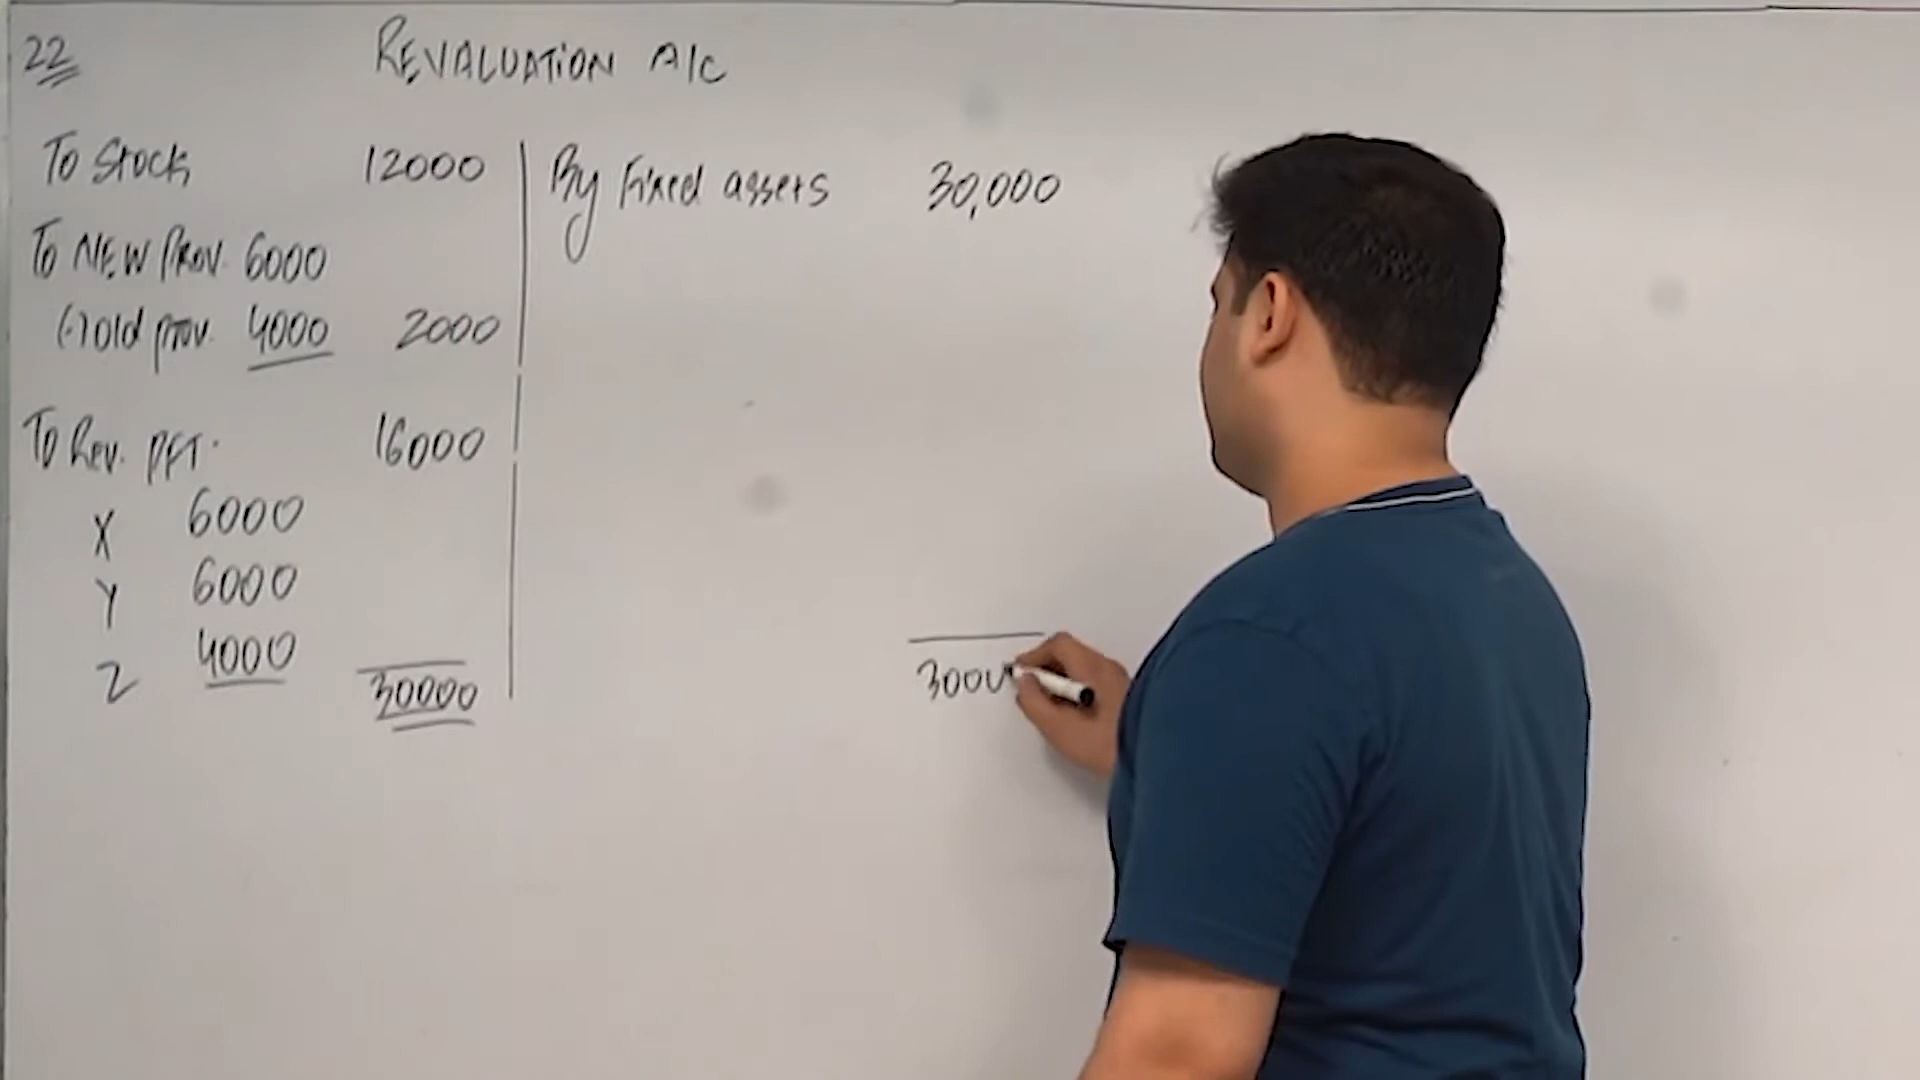 22
REVALUATION A/C
To Stock 12000
To NEW PROV. 6000
(-) old prov. 4000 2000
To Rev. PFT. 16000
X 6000
Y 6000
Z 4000
30000
By Fixed assets 30,000
3000